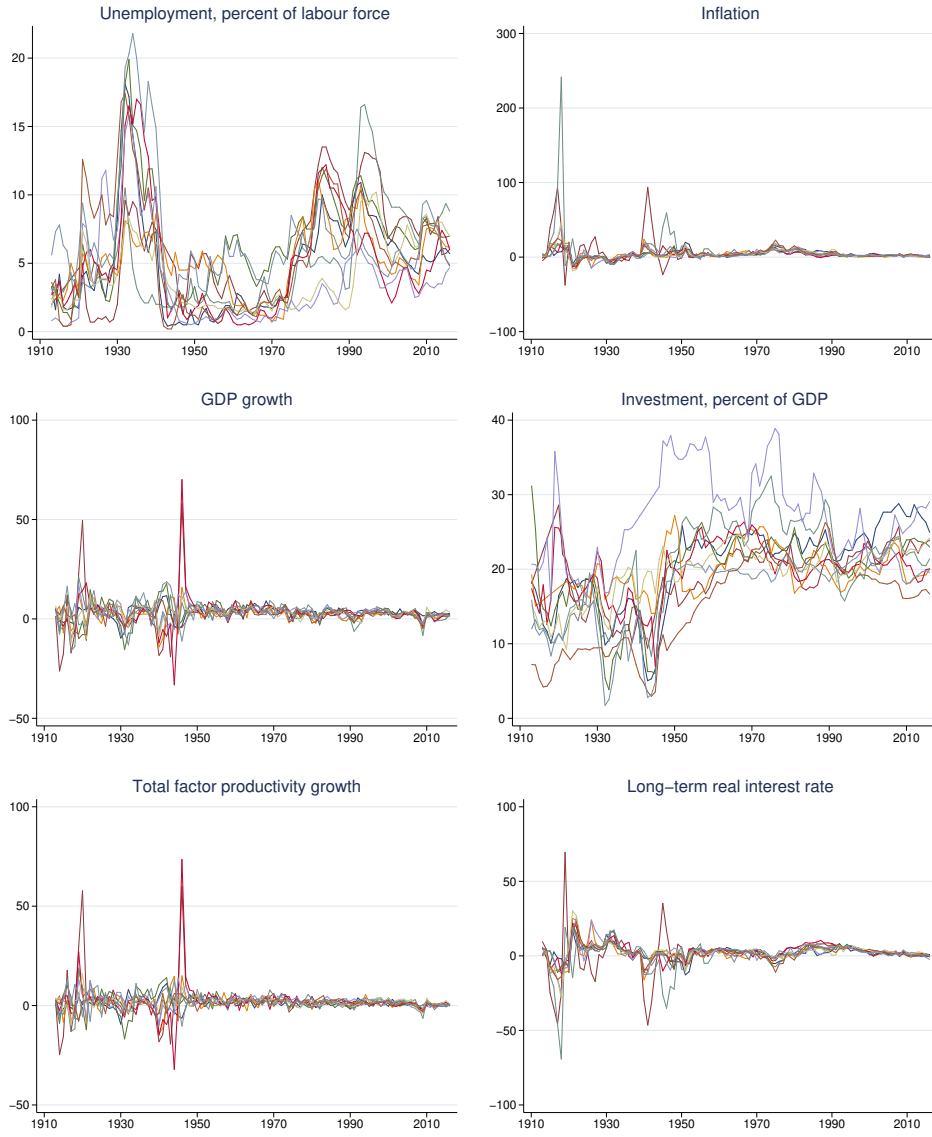 Unemployment, percent of labour force
20
15
10
5
0
1910 1930 1950 1970 1990 2010
Inflation
300
200
100
0
−100
1910 1930 1950 1970 1990 2010
GDP growth
100
50
0
−50
1910 1930 1950 1970 1990 2010
Investment, percent of GDP
40
30
20
10
0
1910 1930 1950 1970 1990 2010
Total factor productivity growth
100
50
0
−50
1910 1930 1950 1970 1990 2010
Long−term real interest rate
100
50
0
−50
−100
1910 1930 1950 1970 1990 2010